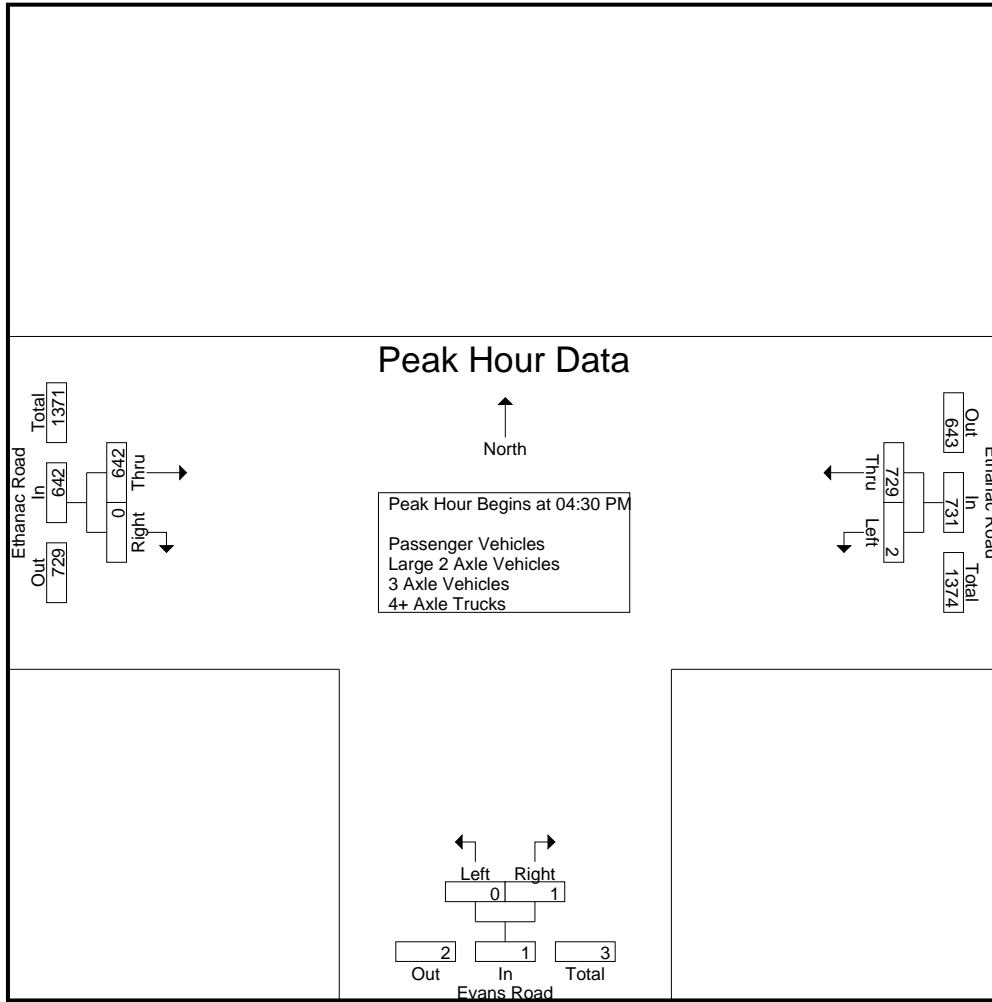 Peak Hour Data
North
Peak Hour Begins at 04:30 PM
Passenger Vehicles
Large 2 Axle Vehicles
3 Axle Vehicles
4+ Axle Trucks
Ethanac Road
Total
1371
In
642
Out
729
Thru
642
Right
0
Ethanac Road
Out
643
In
731
Total
1374
Thru
729
Left
2
Left Right
0 1
2 1 3
Out In Total
Evans Road